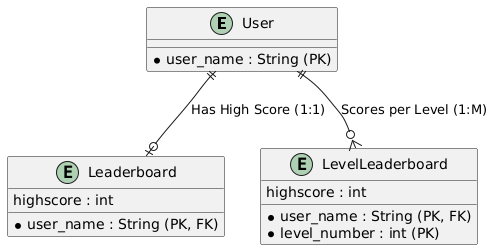 E User
* user_name : String (PK)
Has High Score (1:1)
Scores per Level (1:M)
E Leaderboard
highscore : int
* user_name : String (PK, FK)
E LevelLeaderboard
highscore : int
* user_name : String (PK, FK)
* level_number : int (PK)